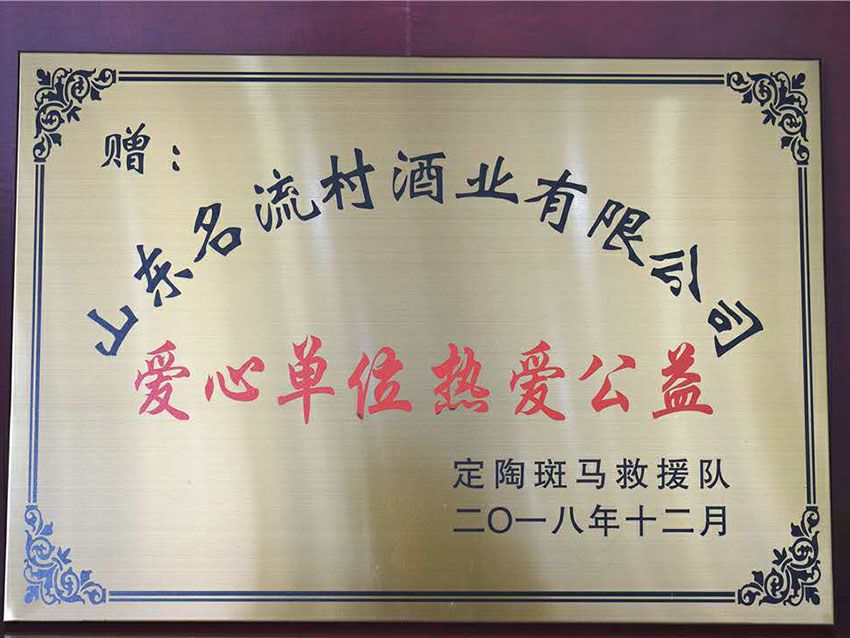 赠：
山东名流村酒业有限公司
爱心单位热爱公益
定陶斑马救援队
二〇一八年十二月